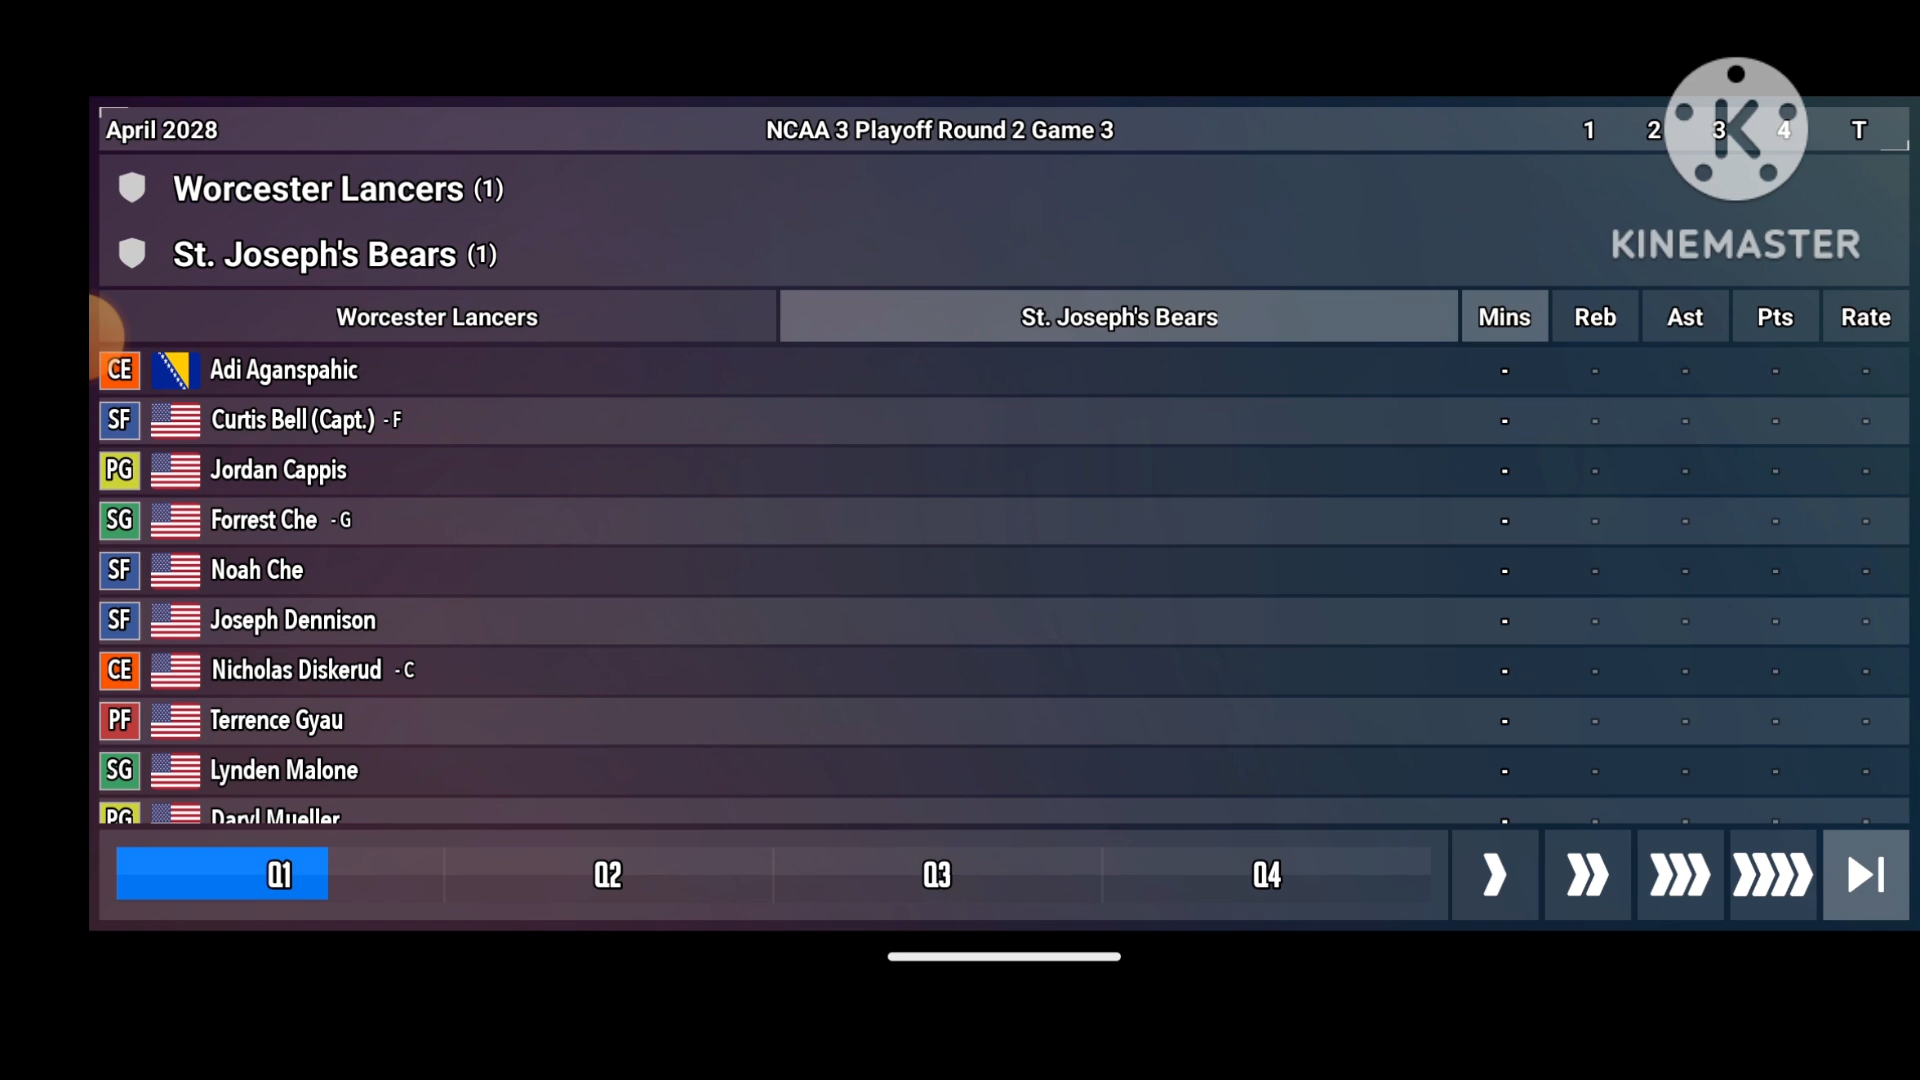 April 2028 NCAA 3 Playoff Round 2 Game 3 1 2 3 4 T
Worcester Lancers (1)
St. Joseph's Bears (1)
K
KINEMASTER
Worcester Lancers St. Joseph's Bears Mins Reb Ast Pts Rate
CE Adi Aganspahic - - - - -
SF Curtis Bell (Capt.) - F - - - - -
PG Jordan Cappis - - - - -
SG Forrest Che - G - - - - -
SF Noah Che - - - - -
SF Joseph Dennison - - - - -
CE Nicholas Diskerud - C - - - - -
PF Terrence Gyau - - - - -
SG Lynden Malone - - - - -
PG Daryl Mueller - - - - -
Q1 Q2 Q3 Q4